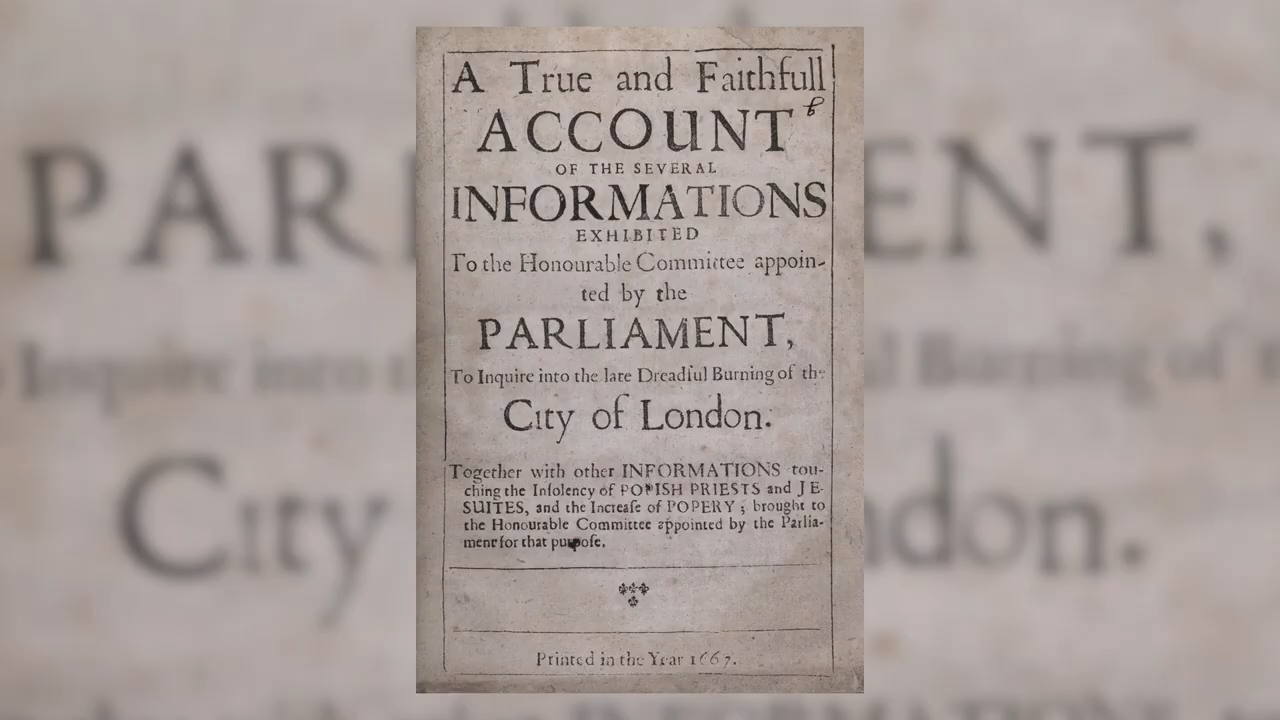 A True and Faithfull
ACCOUNT
OF THE SEVERAL
INFORMATIONS
EXHIBITED
To the Honourable Committee appoin-
ted by the
PARLIAMENT,
To Inquire into the late Dreadful Burning of the
City of London.
Together with other INFORMATIONS tou-
ching the Insolency of POPISH PRIESTS and JE-
SUITES, and the Increaſe of POPERY; brought to
the Honourable Committee appointed by the Parlia-
ment for that purpoſe.
Printed in the Year 1667.